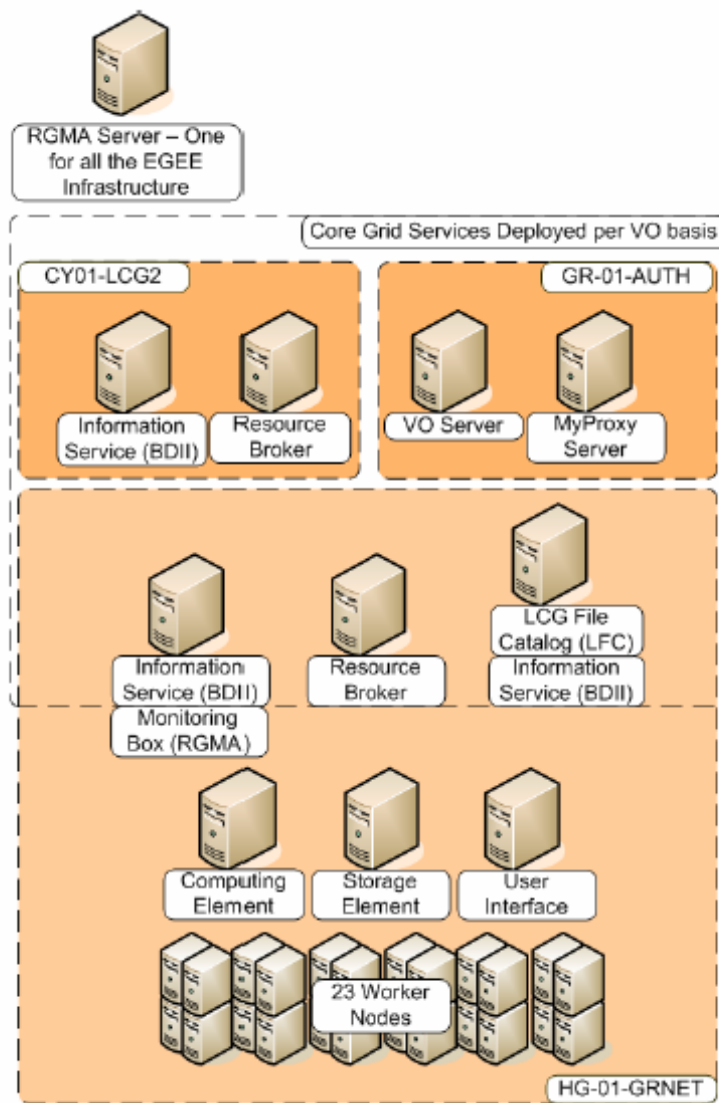 RGMA Server – One
for all the EGEE
Infrastructure
Core Grid Services Deployed per VO basis
CY01-LCG2
GR-01-AUTH
Information
Service (BDII)
Resource
Broker
VO Server
MyProxy
Server
Information
Service (BDII)
Monitoring
Box (RGMA)
Resource
Broker
LCG File
Catalog (LFC)
Information
Service (BDII)
Computing
Element
Storage
Element
User
Interface
23 Worker
Nodes
HG-01-GRNET